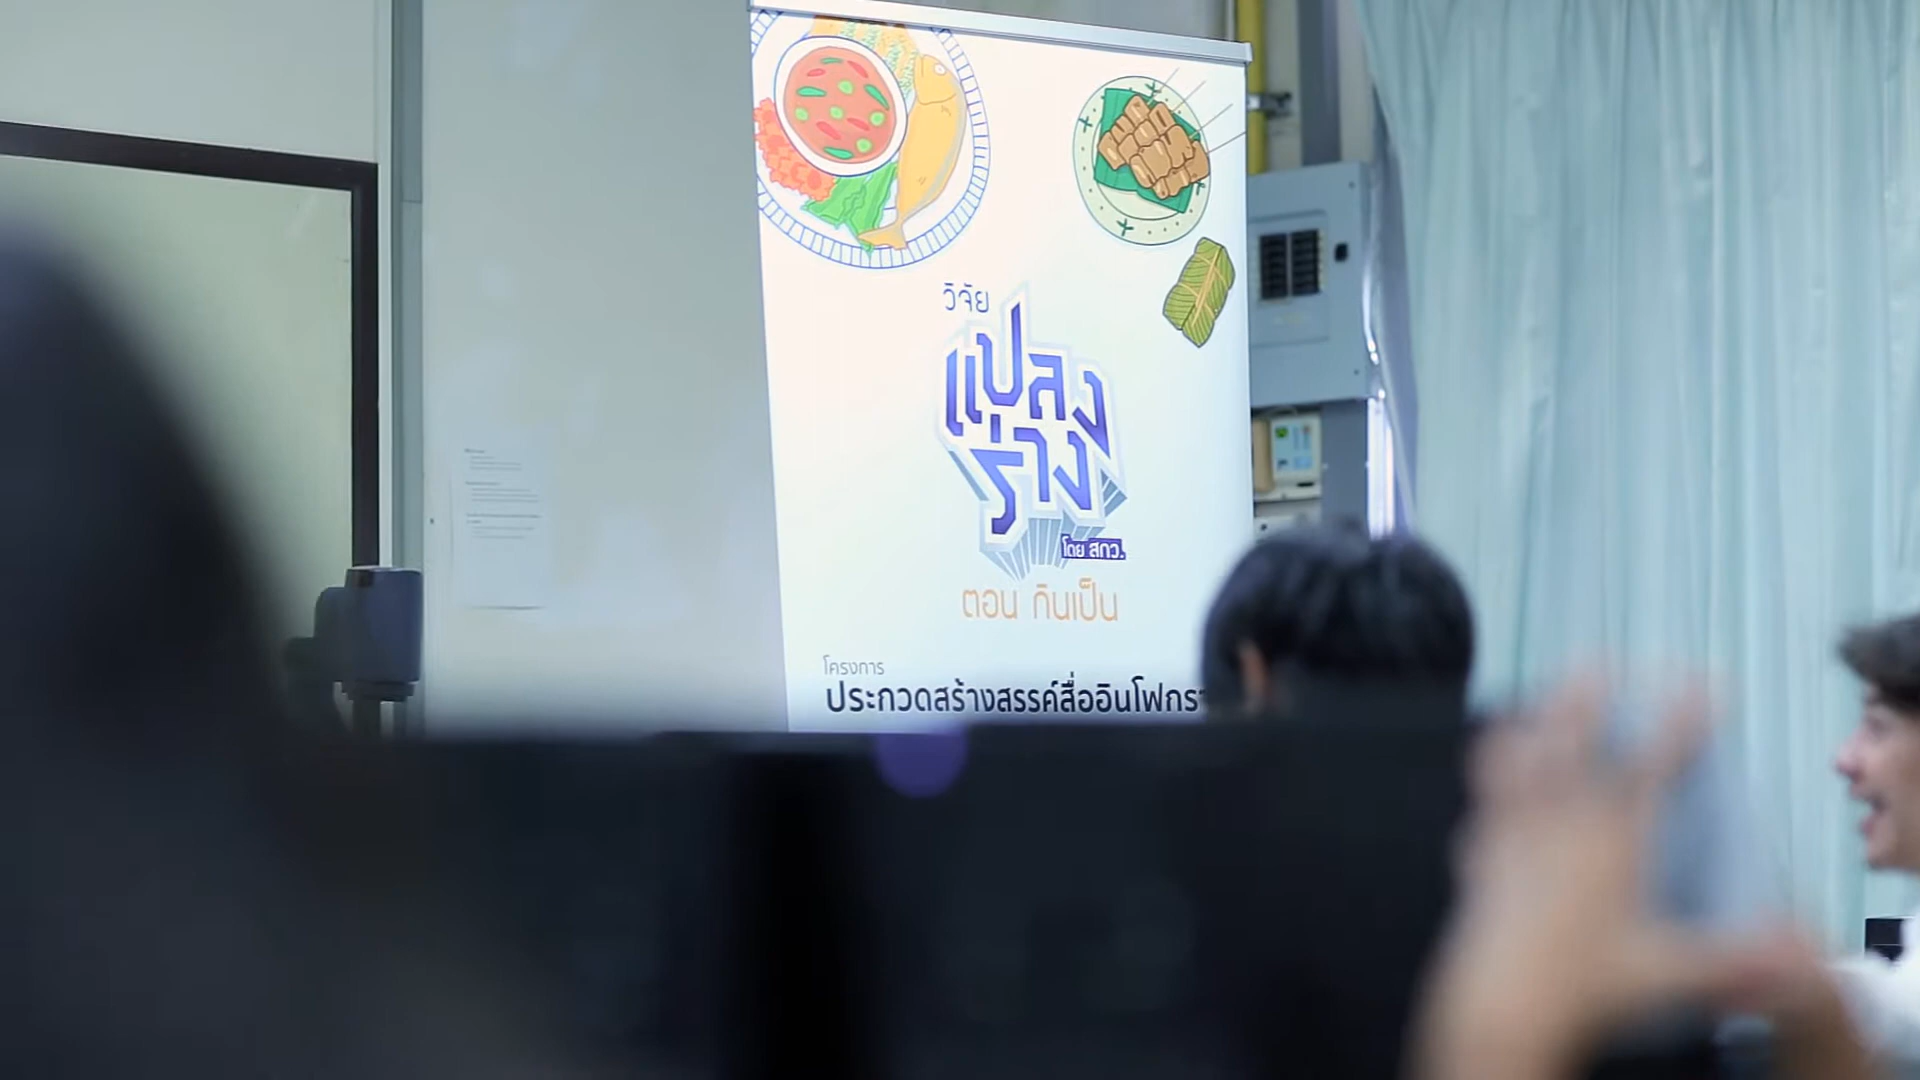 วิจัย
แปลง
ร่าง
โดย สกว.
ตอน กินเป็น
โครงการ
ประกวดสร้างสรรค์สื่ออินโฟกรา